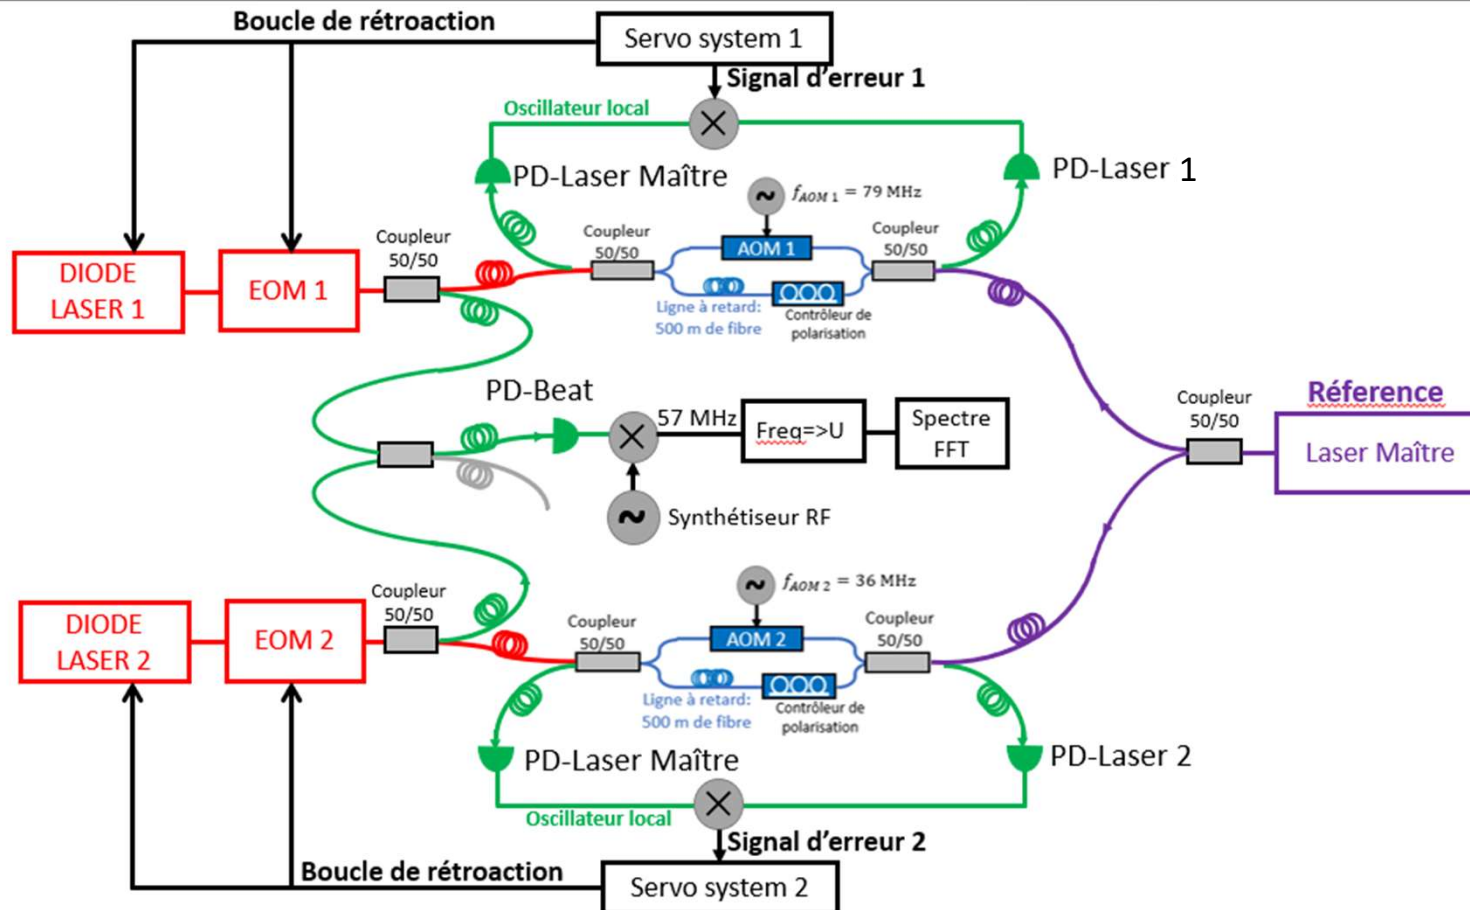 Boucle de rétroaction
Servo system 1
Signal d'erreur 1
Oscillateur local
PD-Laser Maître
PD-Laser 1
f_AOM 1 = 79 MHz
Coupleur
50/50
Coupleur
50/50
Coupleur
50/50
DIODE
LASER 1
EOM 1
AOM 1
Ligne à retard:
500 m de fibre
Contrôleur de
polarisation
PD-Beat
57 MHz
Freq=>U
Spectre
FFT
Synthétiseur RF
Coupleur
50/50
Réference
Laser Maître
f_AOM 2 = 36 MHz
Coupleur
50/50
Coupleur
50/50
Coupleur
50/50
DIODE
LASER 2
EOM 2
AOM 2
Ligne à retard:
500 m de fibre
Contrôleur de
polarisation
PD-Laser Maître
PD-Laser 2
Oscillateur local
Signal d'erreur 2
Boucle de rétroaction
Servo system 2